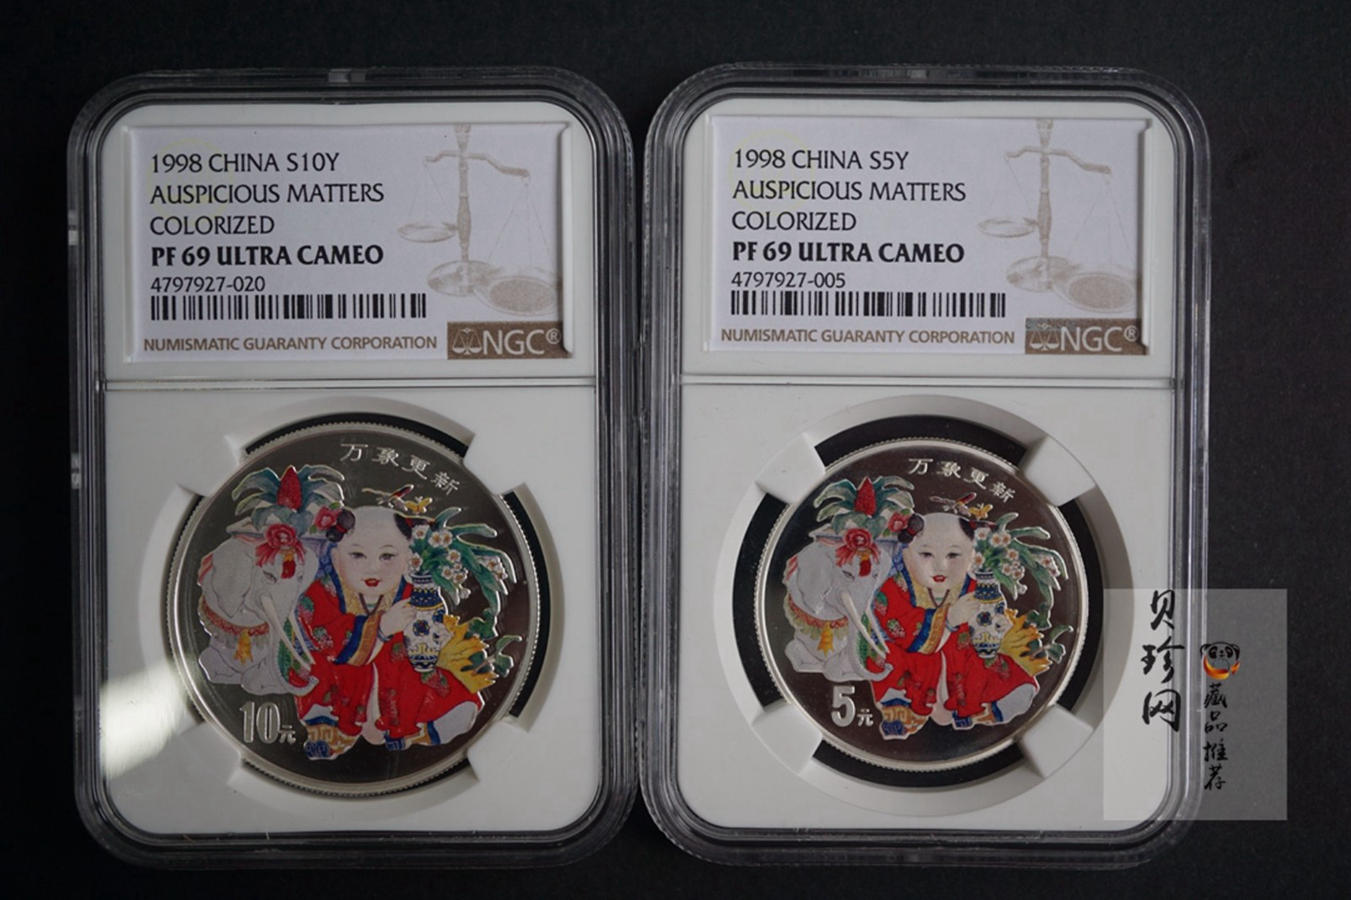 1998 CHINA S10Y
AUSPICIOUS MATTERS
COLORIZED
PF 69 ULTRA CAMEO
4797927-020
NUMISMATIC GUARANTY CORPORATION
NGC®
万象更新
10元
1998 CHINA S5Y
AUSPICIOUS MATTERS
COLORIZED
PF 69 ULTRA CAMEO
4797927-005
NUMISMATIC GUARANTY CORPORATION
NGC®
万象更新
5元
贝珍网
藏品推荐